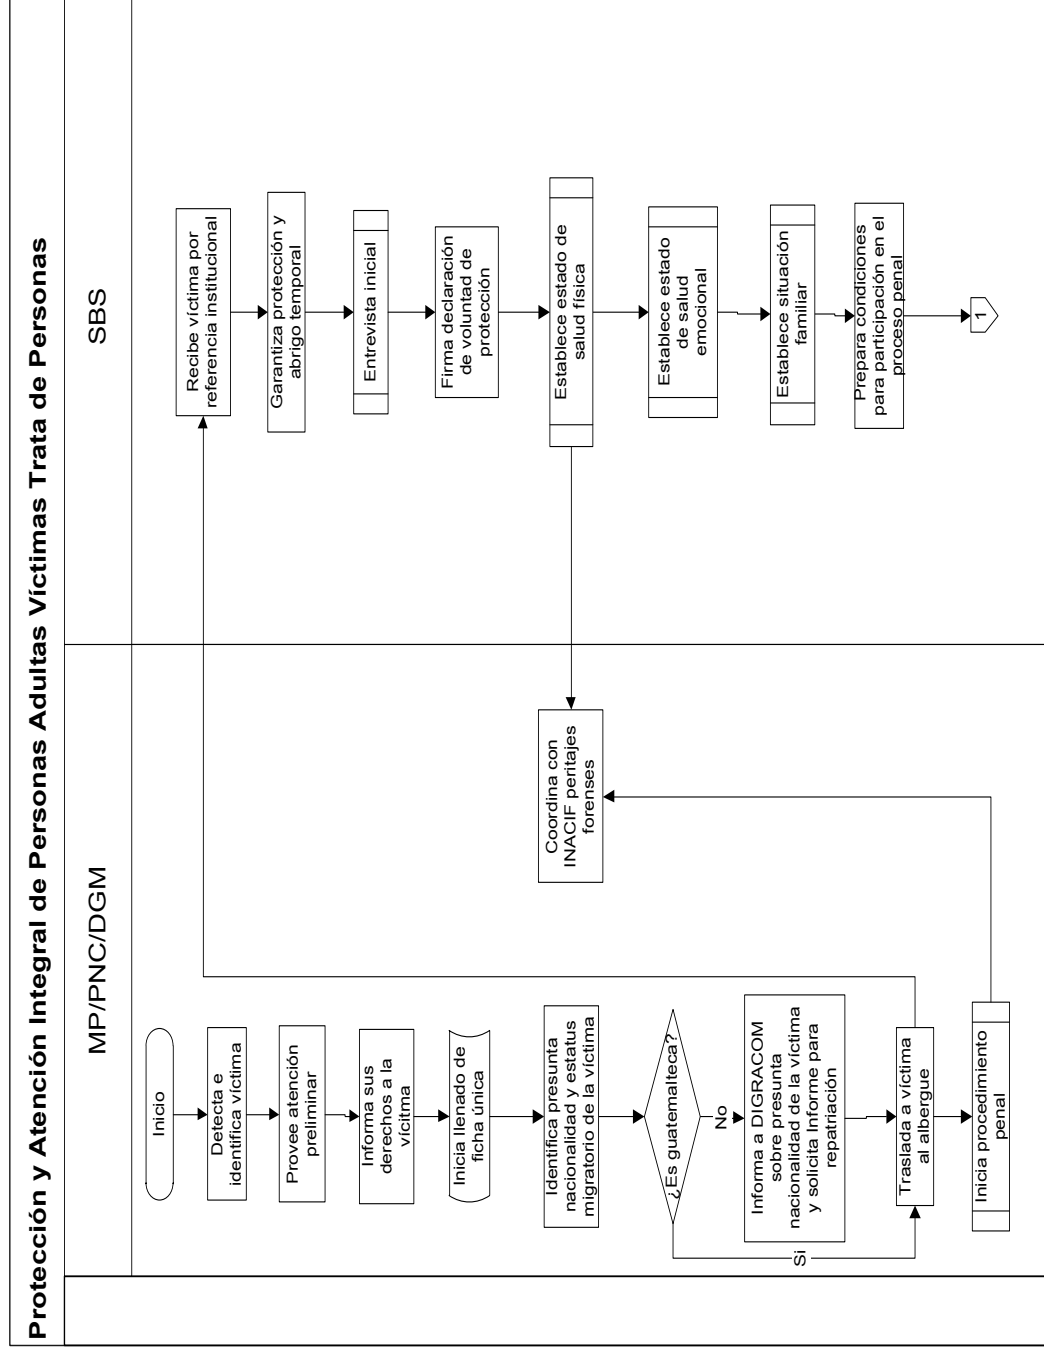 Protección y Atención Integral de Personas Adultas Víctimas Trata de Personas
MP/PNC/DGM
SBS
Inicio
Detecta e
identifica víctima
Provee atención
preliminar
Informa sus
derechos a la
vícitma
Inicia llenado de
ficha única
Identifica presunta
nacionalidad y estatus
migratorio de la víctima
¿Es guatemalteca?
No
Si
Informa a DIGRACOM
sobre presunta
nacionalidad de la víctima
y solicita Informe para
repatriación
Traslada a víctima
al albergue
Inicia procedimiento
penal
Coordina con
INACIF peritajes
forenses
Recibe víctima por
referencia institucional
Garantiza protección y
abrigo temporal
Entrevista inicial
Firma declaración
de voluntad de
protección
Establece estado de
salud física
Establece estado
de salud
emocional
Establece situación
familiar
Prepara condiciones
para participación en el
proceso penal
1